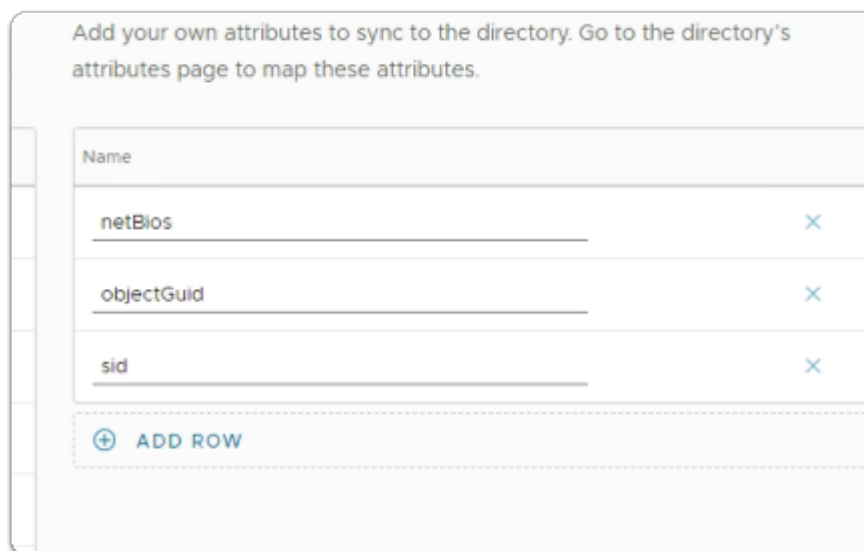 Add your own attributes to sync to the directory. Go to the directory's
attributes page to map these attributes.
Name
netBios
objectGuid
sid
ADD ROW